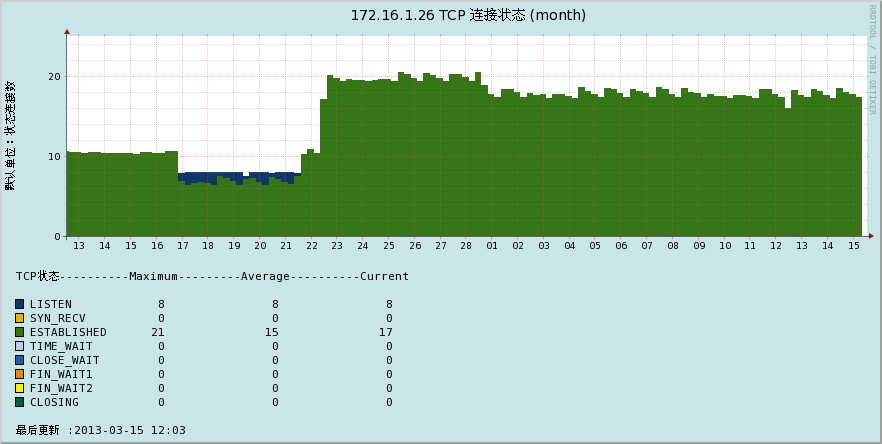 172.16.1.26 TCP 连接状态 (month)
RRDTOOL / TOBI OETIKER
默认单位：状态连接数
20
10
0
13 14 15 16 17 18 19 20 21 22 23 24 25 26 27 28 01 02 03 04 05 06 07 08 09 10 11 12 13 14 15
TCP状态----------Maximum---------Average----------Current
LISTEN 8 8 8
SYN_RECV 0 0 0
ESTABLISHED 21 15 17
TIME_WAIT 0 0 0
CLOSE_WAIT 0 0 0
FIN_WAIT1 0 0 0
FIN_WAIT2 0 0 0
CLOSING 0 0 0
最后更新 :2013-03-15 12:03